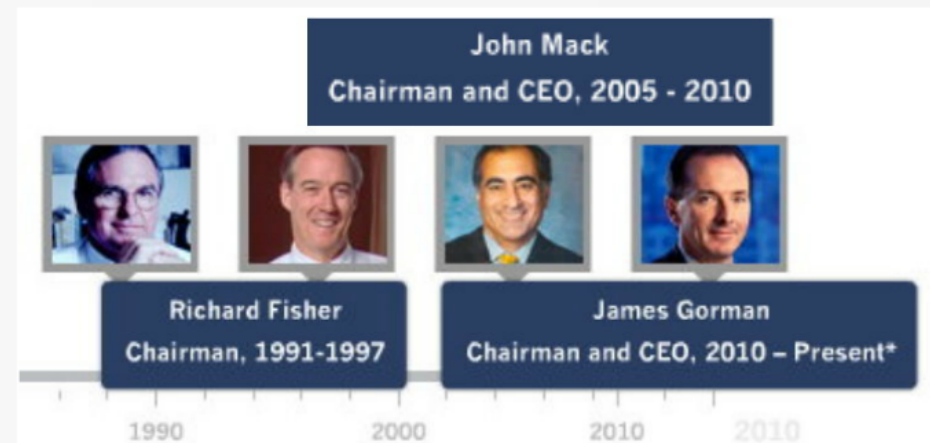 John Mack
Chairman and CEO, 2005 - 2010
Richard Fisher
Chairman, 1991-1997
James Gorman
Chairman and CEO, 2010 – Present*
1990
2000
2010
2010